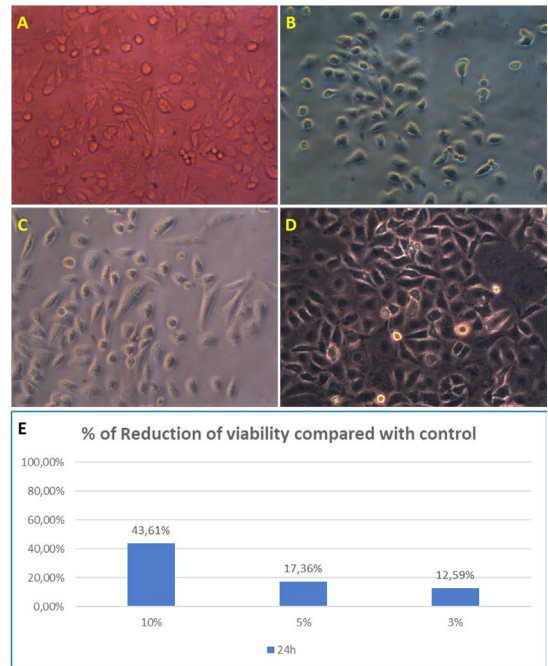 A
B
C
D
E
% of Reduction of viability compared with control
100,00%
80,00%
60,00%
40,00%
20,00%
0,00%
43,61%
17,36%
12,59%
10%
5%
3%
24h